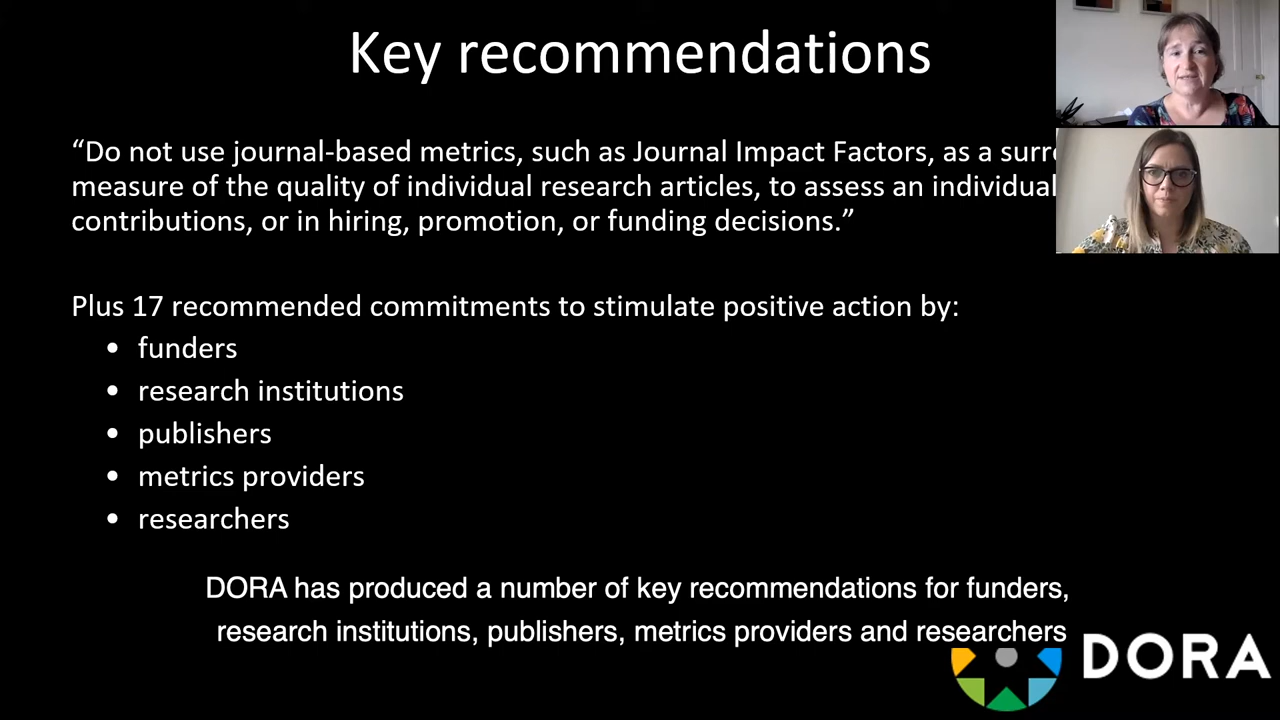 Key recommendations
“Do not use journal-based metrics, such as Journal Impact Factors, as a
measure of the quality of individual research articles, to assess an individual
contributions, or in hiring, promotion, or funding decisions.”
Plus 17 recommended commitments to stimulate positive action by:
• funders
• research institutions
• publishers
• metrics providers
• researchers
DORA has produced a number of key recommendations for funders,
research institutions, publishers, metrics providers and researchers
DORA